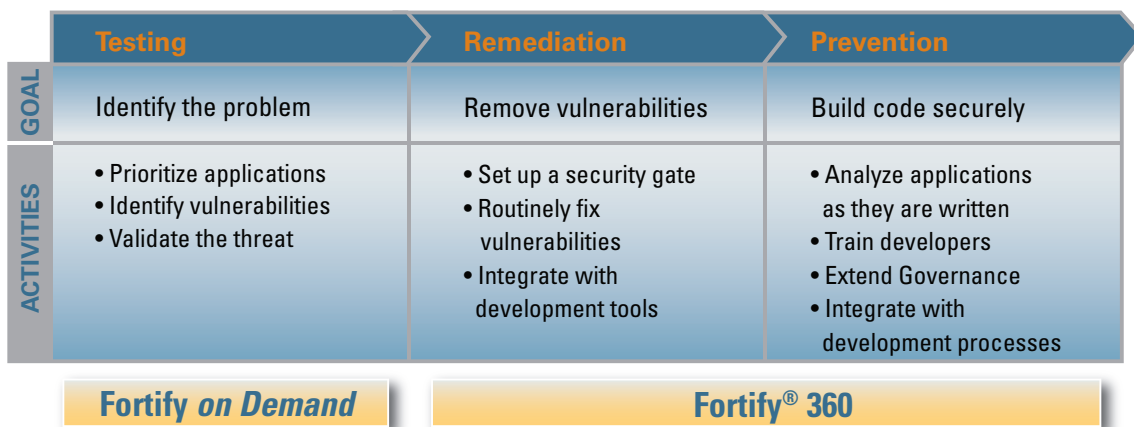 Testing
Remediation
Prevention
GOAL
Identify the problem
Remove vulnerabilities
Build code securely
ACTIVITIES
• Prioritize applications
• Identify vulnerabilities
• Validate the threat
• Set up a security gate
• Routinely fix
vulnerabilities
• Integrate with
development tools
• Analyze applications
as they are written
• Train developers
• Extend Governance
• Integrate with
development processes
Fortify on Demand
Fortify® 360